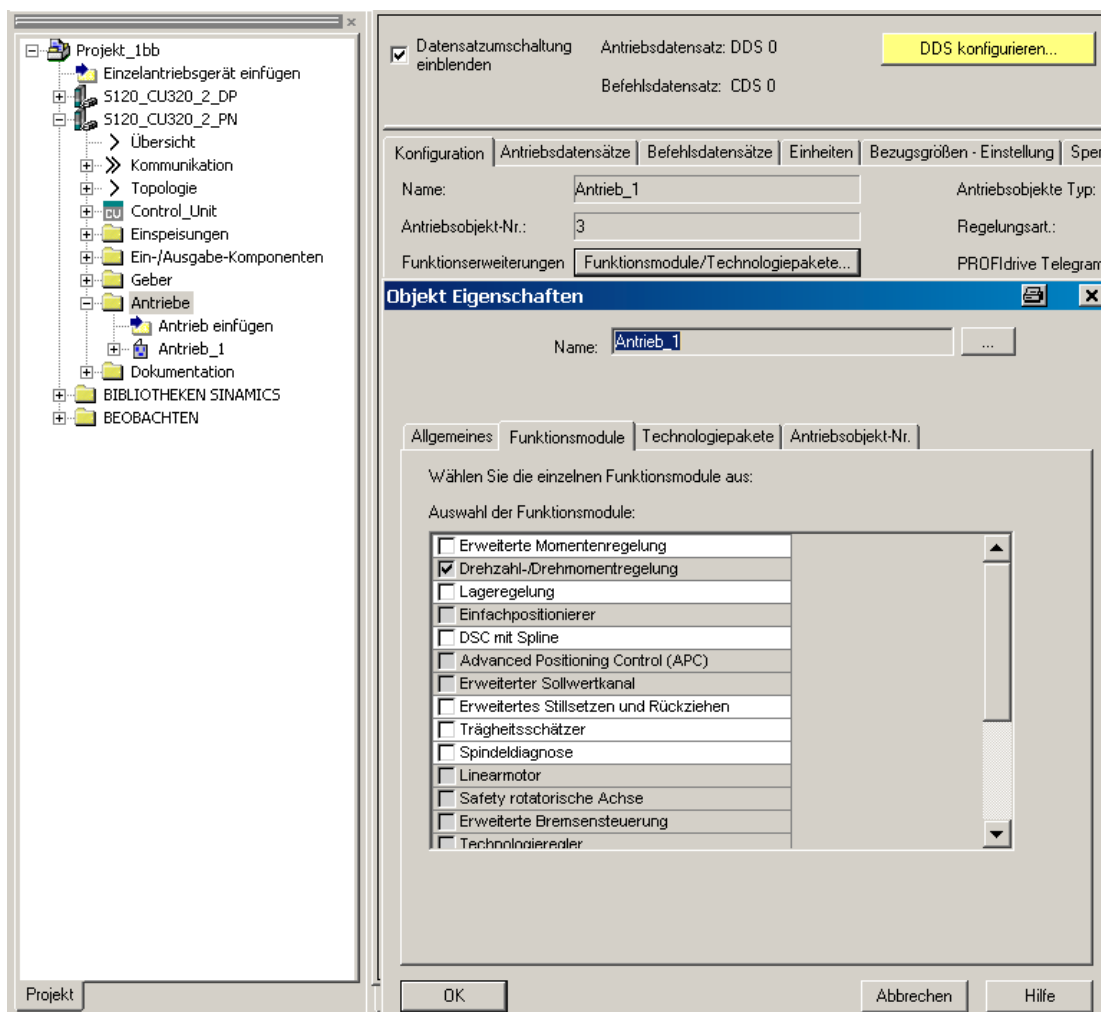 Projekt_1bb
Einzelantriebsgerät einfügen
S120_CU320_2_DP
S120_CU320_2_PN
Übersicht
Kommunikation
Topologie
Control_Unit
Einspeisungen
Ein-/Ausgabe-Komponenten
Geber
Antriebe
Antrieb einfügen
Antrieb_1
Dokumentation
BIBLIOTHEKEN SINAMICS
BEOBACHTEN
Projekt
Datensatzumschaltung einblenden
Antriebsdatensatz: DDS 0
DDS konfigurieren...
Befehlsdatensatz: CDS 0
Konfiguration Antriebsdatensätze Befehlsdatensätze Einheiten Bezugsgrößen - Einstellung Sper
Name: Antrieb_1 Antriebsobjekte Typ:
Antriebsobjekt-Nr.: 3 Regelungsart.:
Funktionserweiterungen Funktionsmodule/Technologiepakete... PROFIdrive Telegram
Objekt Eigenschaften
Name: Antrieb_1 ...
Allgemeines Funktionsmodule Technologiepakete Antriebsobjekt-Nr.
Wählen Sie die einzelnen Funktionsmodule aus:
Auswahl der Funktionsmodule:
Erweiterte Momentenregelung
Drehzahl-/Drehmomentregelung
Lageregelung
Einfachpositionierer
DSC mit Spline
Advanced Positioning Control (APC)
Erweiterter Sollwertkanal
Erweitertes Stillsetzen und Rückziehen
Trägheitsschätzer
Spindeldiagnose
Linearmotor
Safety rotatorische Achse
Erweiterte Bremsensteuerung
Technologieregler
OK Abbrechen Hilfe